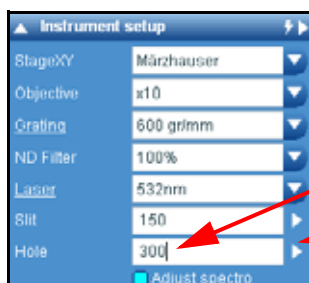 Instrument setup
StageXY Märzhauser
Objective x10
Grating 600 gr/mm
ND Filter 100%
Laser 532nm
Slit 150
Hole 300
Adjust spectro